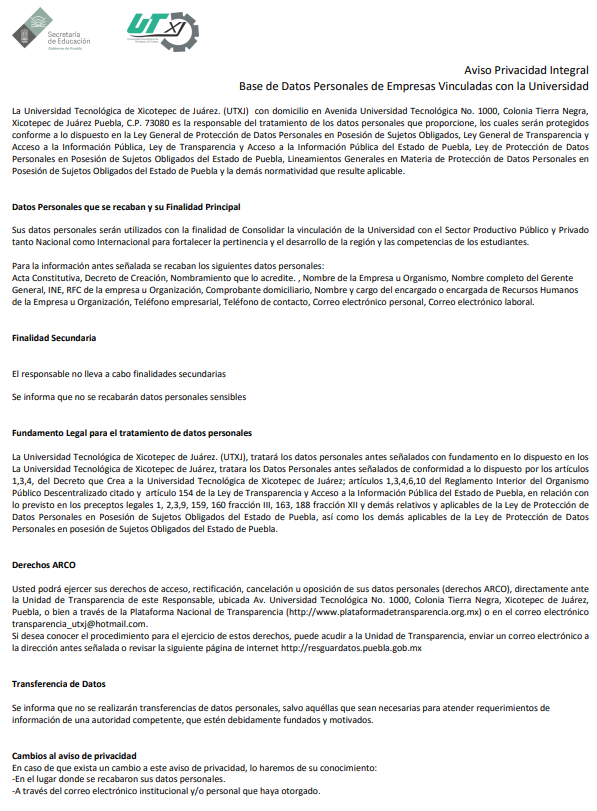 Secretaría
de Educación
Gobierno de Puebla
UTXJ
Aviso Privacidad Integral
Base de Datos Personales de Empresas Vinculadas con la Universidad
La Universidad Tecnológica de Xicotepec de Juárez. (UTXJ) con domicilio en Avenida Universidad Tecnológica No. 1000, Colonia Tierra Negra,
Xicotepec de Juárez Puebla, C.P. 73080 es la responsable del tratamiento de los datos personales que proporcione, los cuales serán protegidos
conforme a lo dispuesto en la Ley General de Protección de Datos Personales en Posesión de Sujetos Obligados, Ley General de Transparencia y
Acceso a la Información Pública, Ley de Transparencia y Acceso a la Información Pública del Estado de Puebla, Ley de Protección de Datos
Personales en Posesión de Sujetos Obligados del Estado de Puebla, Lineamientos Generales en Materia de Protección de Datos Personales en
Posesión de Sujetos Obligados del Estado de Puebla y la demás normatividad que resulte aplicable.
Datos Personales que se recaban y su Finalidad Principal
Sus datos personales serán utilizados con la finalidad de Consolidar la vinculación de la Universidad con el Sector Productivo Público y Privado
tanto Nacional como Internacional para fortalecer la pertinencia y el desarrollo de la región y las competencias de los estudiantes.
Para la información antes señalada se recaban los siguientes datos personales:
Acta Constitutiva, Decreto de Creación, Nombramiento que lo acredite. , Nombre de la Empresa u Organismo, Nombre completo del Gerente
General, INE, RFC de la empresa u Organización, Comprobante domiciliario, Nombre y cargo del encargado o encargada de Recursos Humanos
de la Empresa u Organización, Teléfono empresarial, Teléfono de contacto, Correo electrónico personal, Correo electrónico laboral.
Finalidad Secundaria
El responsable no lleva a cabo finalidades secundarias
Se informa que no se recabarán datos personales sensibles
Fundamento Legal para el tratamiento de datos personales
La Universidad Tecnológica de Xicotepec de Juárez. (UTXJ), tratará los datos personales antes señalados con fundamento en lo dispuesto en los
La Universidad Tecnológica de Xicotepec de Juárez, tratara los Datos Personales antes señalados de conformidad a lo dispuesto por los artículos
1,3,4, del Decreto que Crea a la Universidad Tecnológica de Xicotepec de Juárez; artículos 1,3,4,6,10 del Reglamento Interior del Organismo
Público Descentralizado citado y artículo 154 de la Ley de Transparencia y Acceso a la Información Pública del Estado de Puebla, en relación con
lo previsto en los preceptos legales 1, 2,3,9, 159, 160 fracción III, 163, 188 fracción XII y demás relativos y aplicables de la Ley de Protección de
Datos Personales en Posesión de Sujetos Obligados del Estado de Puebla, así como los demás aplicables de la Ley de Protección de Datos
Personales en posesión de Sujetos Obligados del Estado de Puebla.
Derechos ARCO
Usted podrá ejercer sus derechos de acceso, rectificación, cancelación u oposición de sus datos personales (derechos ARCO), directamente ante
la Unidad de Transparencia de este Responsable, ubicada Av. Universidad Tecnológica No. 1000, Colonia Tierra Negra, Xicotepec de Juárez,
Puebla, o bien a través de la Plataforma Nacional de Transparencia (http://www.plataformadetransparencia.org.mx) o en el correo electrónico
transparencia_utxj@hotmail.com.
Si desea conocer el procedimiento para el ejercicio de estos derechos, puede acudir a la Unidad de Transparencia, enviar un correo electrónico a
la dirección antes señalada o revisar la siguiente página de internet http://resguardatos.puebla.gob.mx
Transferencia de Datos
Se informa que no se realizarán transferencias de datos personales, salvo aquéllas que sean necesarias para atender requerimientos de
información de una autoridad competente, que estén debidamente fundados y motivados.
Cambios al aviso de privacidad
En caso de que exista un cambio a este aviso de privacidad, lo haremos de su conocimiento:
-En el lugar donde se recabaron sus datos personales.
-A través del correo electrónico institucional y/o personal que haya otorgado.